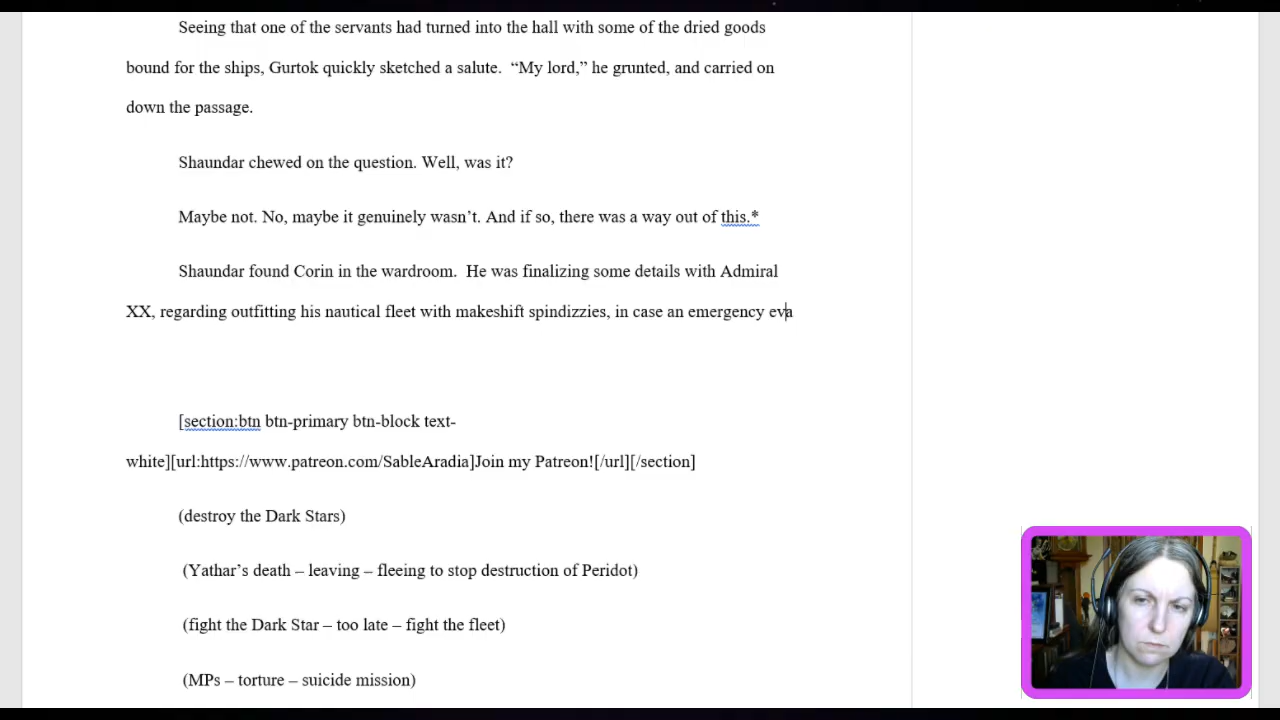 Seeing that one of the servants had turned into the hall with some of the dried goods
bound for the ships, Gurtok quickly sketched a salute.  “My lord,” he grunted, and carried on
down the passage.
Shaundar chewed on the question. Well, was it?
Maybe not. No, maybe it genuinely wasn’t. And if so, there was a way out of this.*
Shaundar found Corin in the wardroom.  He was finalizing some details with Admiral
XX, regarding outfitting his nautical fleet with makeshift spindizzies, in case an emergency eva
[section:btn btn-primary btn-block text-
white][url:https://www.patreon.com/SableAradia]Join my Patreon![/url][/section]
(destroy the Dark Stars)
(Yathar’s death – leaving – fleeing to stop destruction of Peridot)
(fight the Dark Star – too late – fight the fleet)
(MPs – torture – suicide mission)